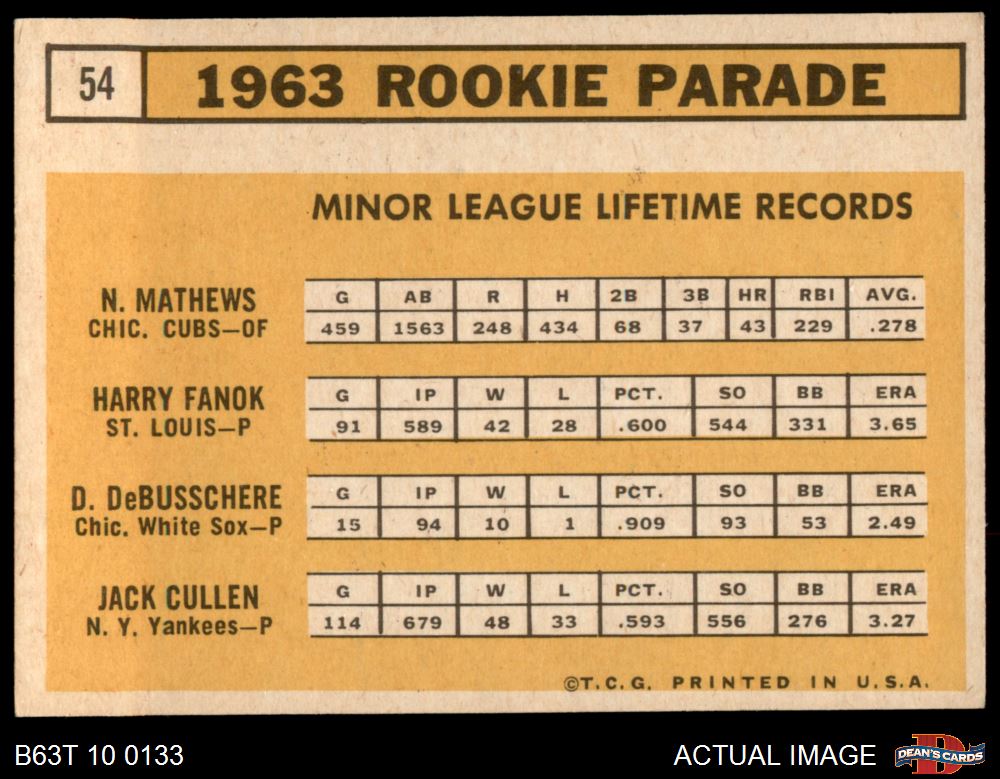 54 1963 ROOKIE PARADE
MINOR LEAGUE LIFETIME RECORDS
N. MATHEWS
CHIC. CUBS—OF
G AB R H 2B 3B HR RBI AVG.
459 1563 248 434 68 37 43 229 .278
HARRY FANOK
ST. LOUIS—P
G IP W L PCT. SO BB ERA
91 589 42 28 .600 544 331 3.65
D. DeBUSSCHERE
Chic. White Sox—P
G IP W L PCT. SO BB ERA
15 94 10 1 .909 93 53 2.49
JACK CULLEN
N. Y. Yankees—P
G IP W L PCT. SO BB ERA
114 679 48 33 .593 556 276 3.27
©T.C.G. PRINTED IN U.S.A.
B63T 10 0133 ACTUAL IMAGE DEAN'S CARDS